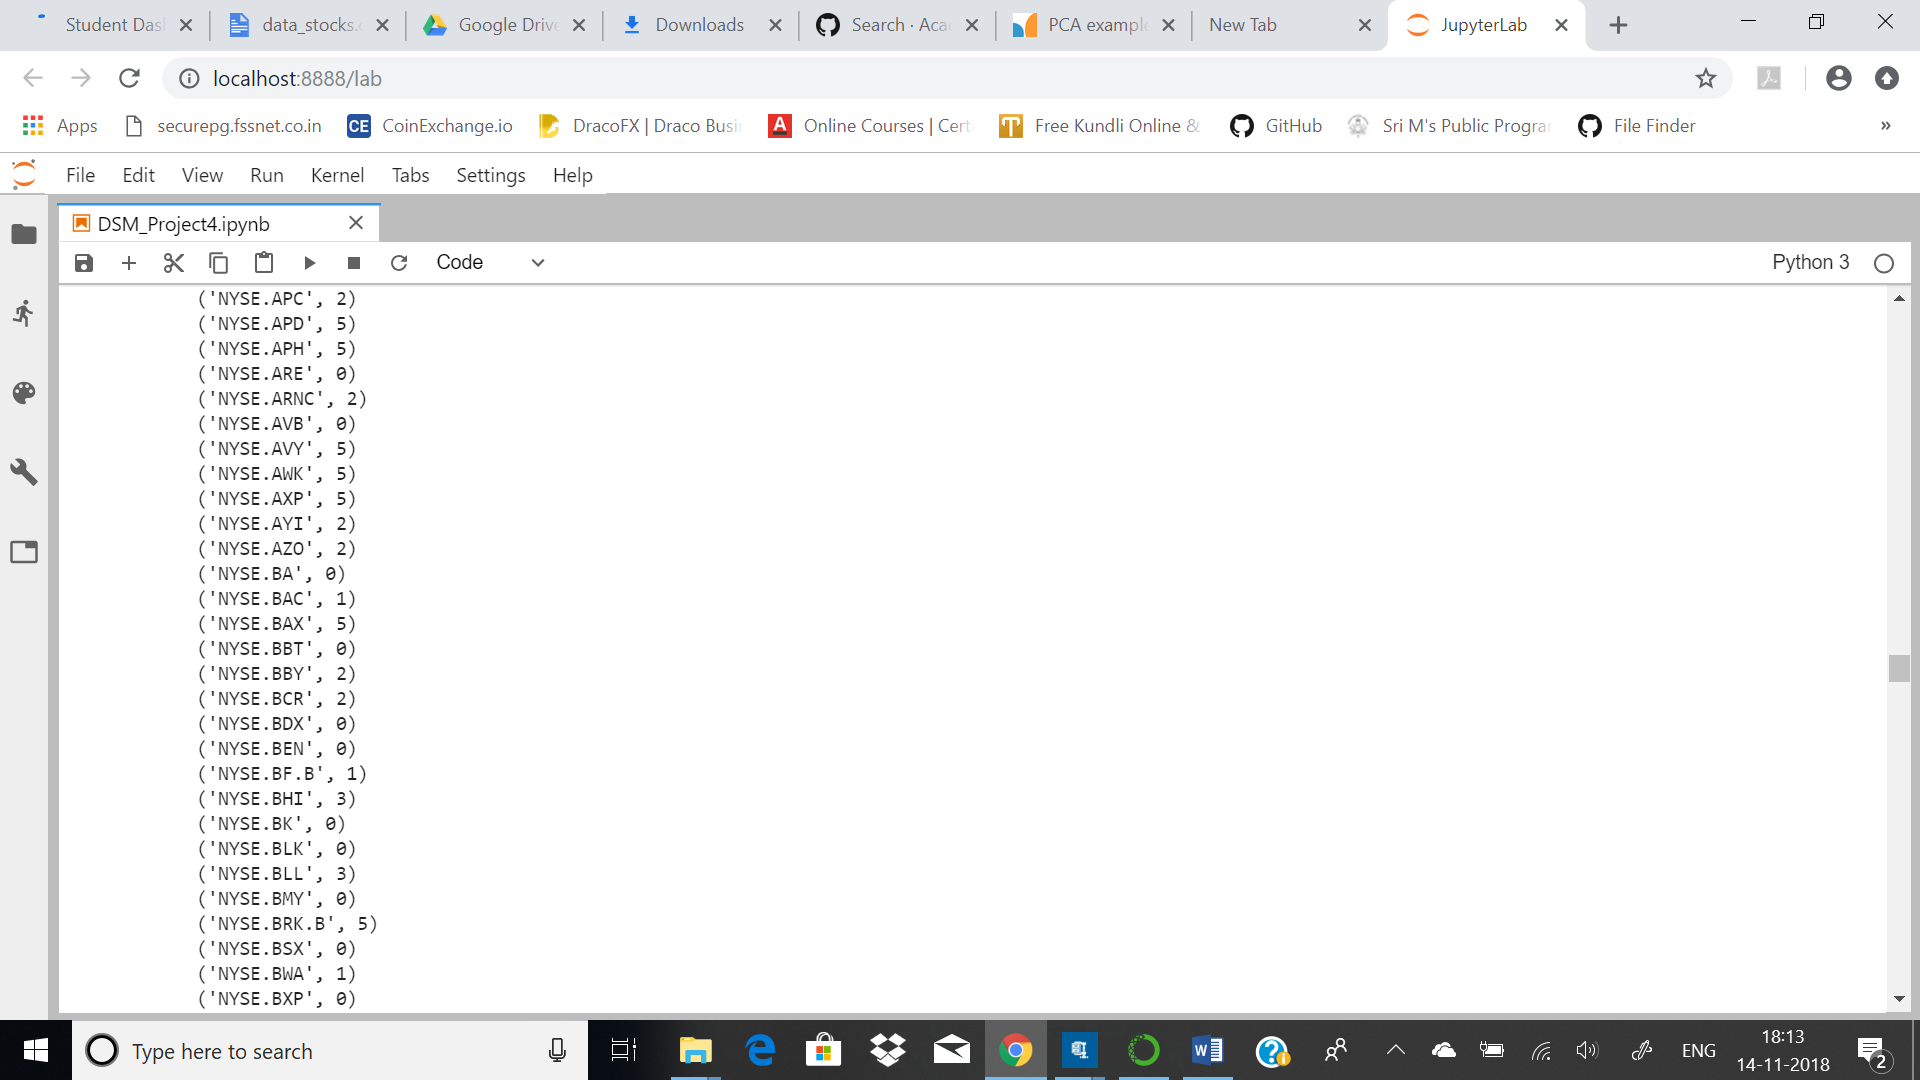 Student Das
data_stocks.
Google Drive
Downloads
Search · Aca
PCA example
New Tab
JupyterLab
localhost:8888/lab
Apps
securepg.fssnet.co.in
CE
CoinExchange.io
DracoFX | Draco Busi
A
Online Courses | Cert
Free Kundli Online &
GitHub
Sri M's Public Progra
File Finder
»
File Edit View Run Kernel Tabs Settings Help
DSM_Project4.ipynb
Code
Python 3
('NYSE.APC', 2)
('NYSE.APD', 5)
('NYSE.APH', 5)
('NYSE.ARE', 0)
('NYSE.ARNC', 2)
('NYSE.AVB', 0)
('NYSE.AVY', 5)
('NYSE.AWK', 5)
('NYSE.AXP', 5)
('NYSE.AYI', 2)
('NYSE.AZO', 2)
('NYSE.BA', 0)
('NYSE.BAC', 1)
('NYSE.BAX', 5)
('NYSE.BBT', 0)
('NYSE.BBY', 2)
('NYSE.BCR', 2)
('NYSE.BDX', 0)
('NYSE.BEN', 0)
('NYSE.BF.B', 1)
('NYSE.BHI', 3)
('NYSE.BK', 0)
('NYSE.BLK', 0)
('NYSE.BLL', 3)
('NYSE.BMY', 0)
('NYSE.BRK.B', 5)
('NYSE.BSX', 0)
('NYSE.BWA', 1)
('NYSE.BXP', 0)
Type here to search
ENG
18:13
14-11-2018
2